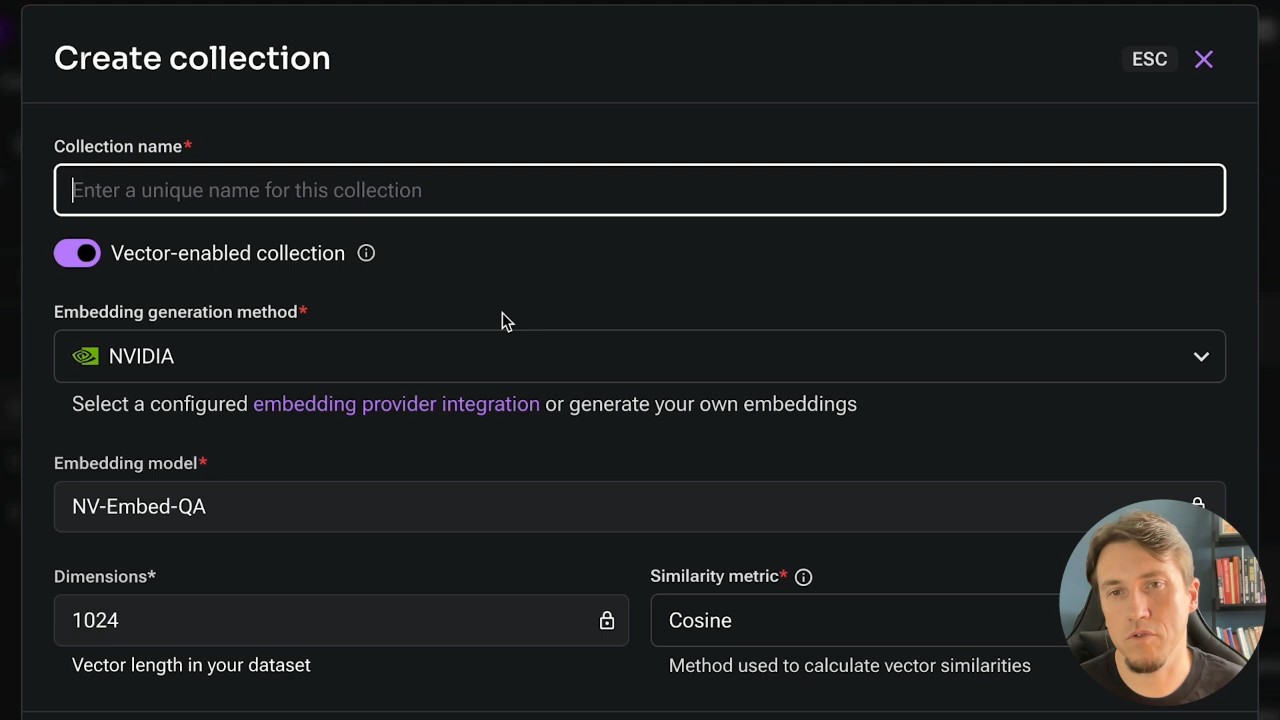 Create collection
ESC
Collection name*
Enter a unique name for this collection
Vector-enabled collection
Embedding generation method*
NVIDIA
Select a configured embedding provider integration or generate your own embeddings
Embedding model*
NV-Embed-QA
Dimensions*
Similarity metric*
1024
Cosine
Vector length in your dataset
Method used to calculate vector similarities